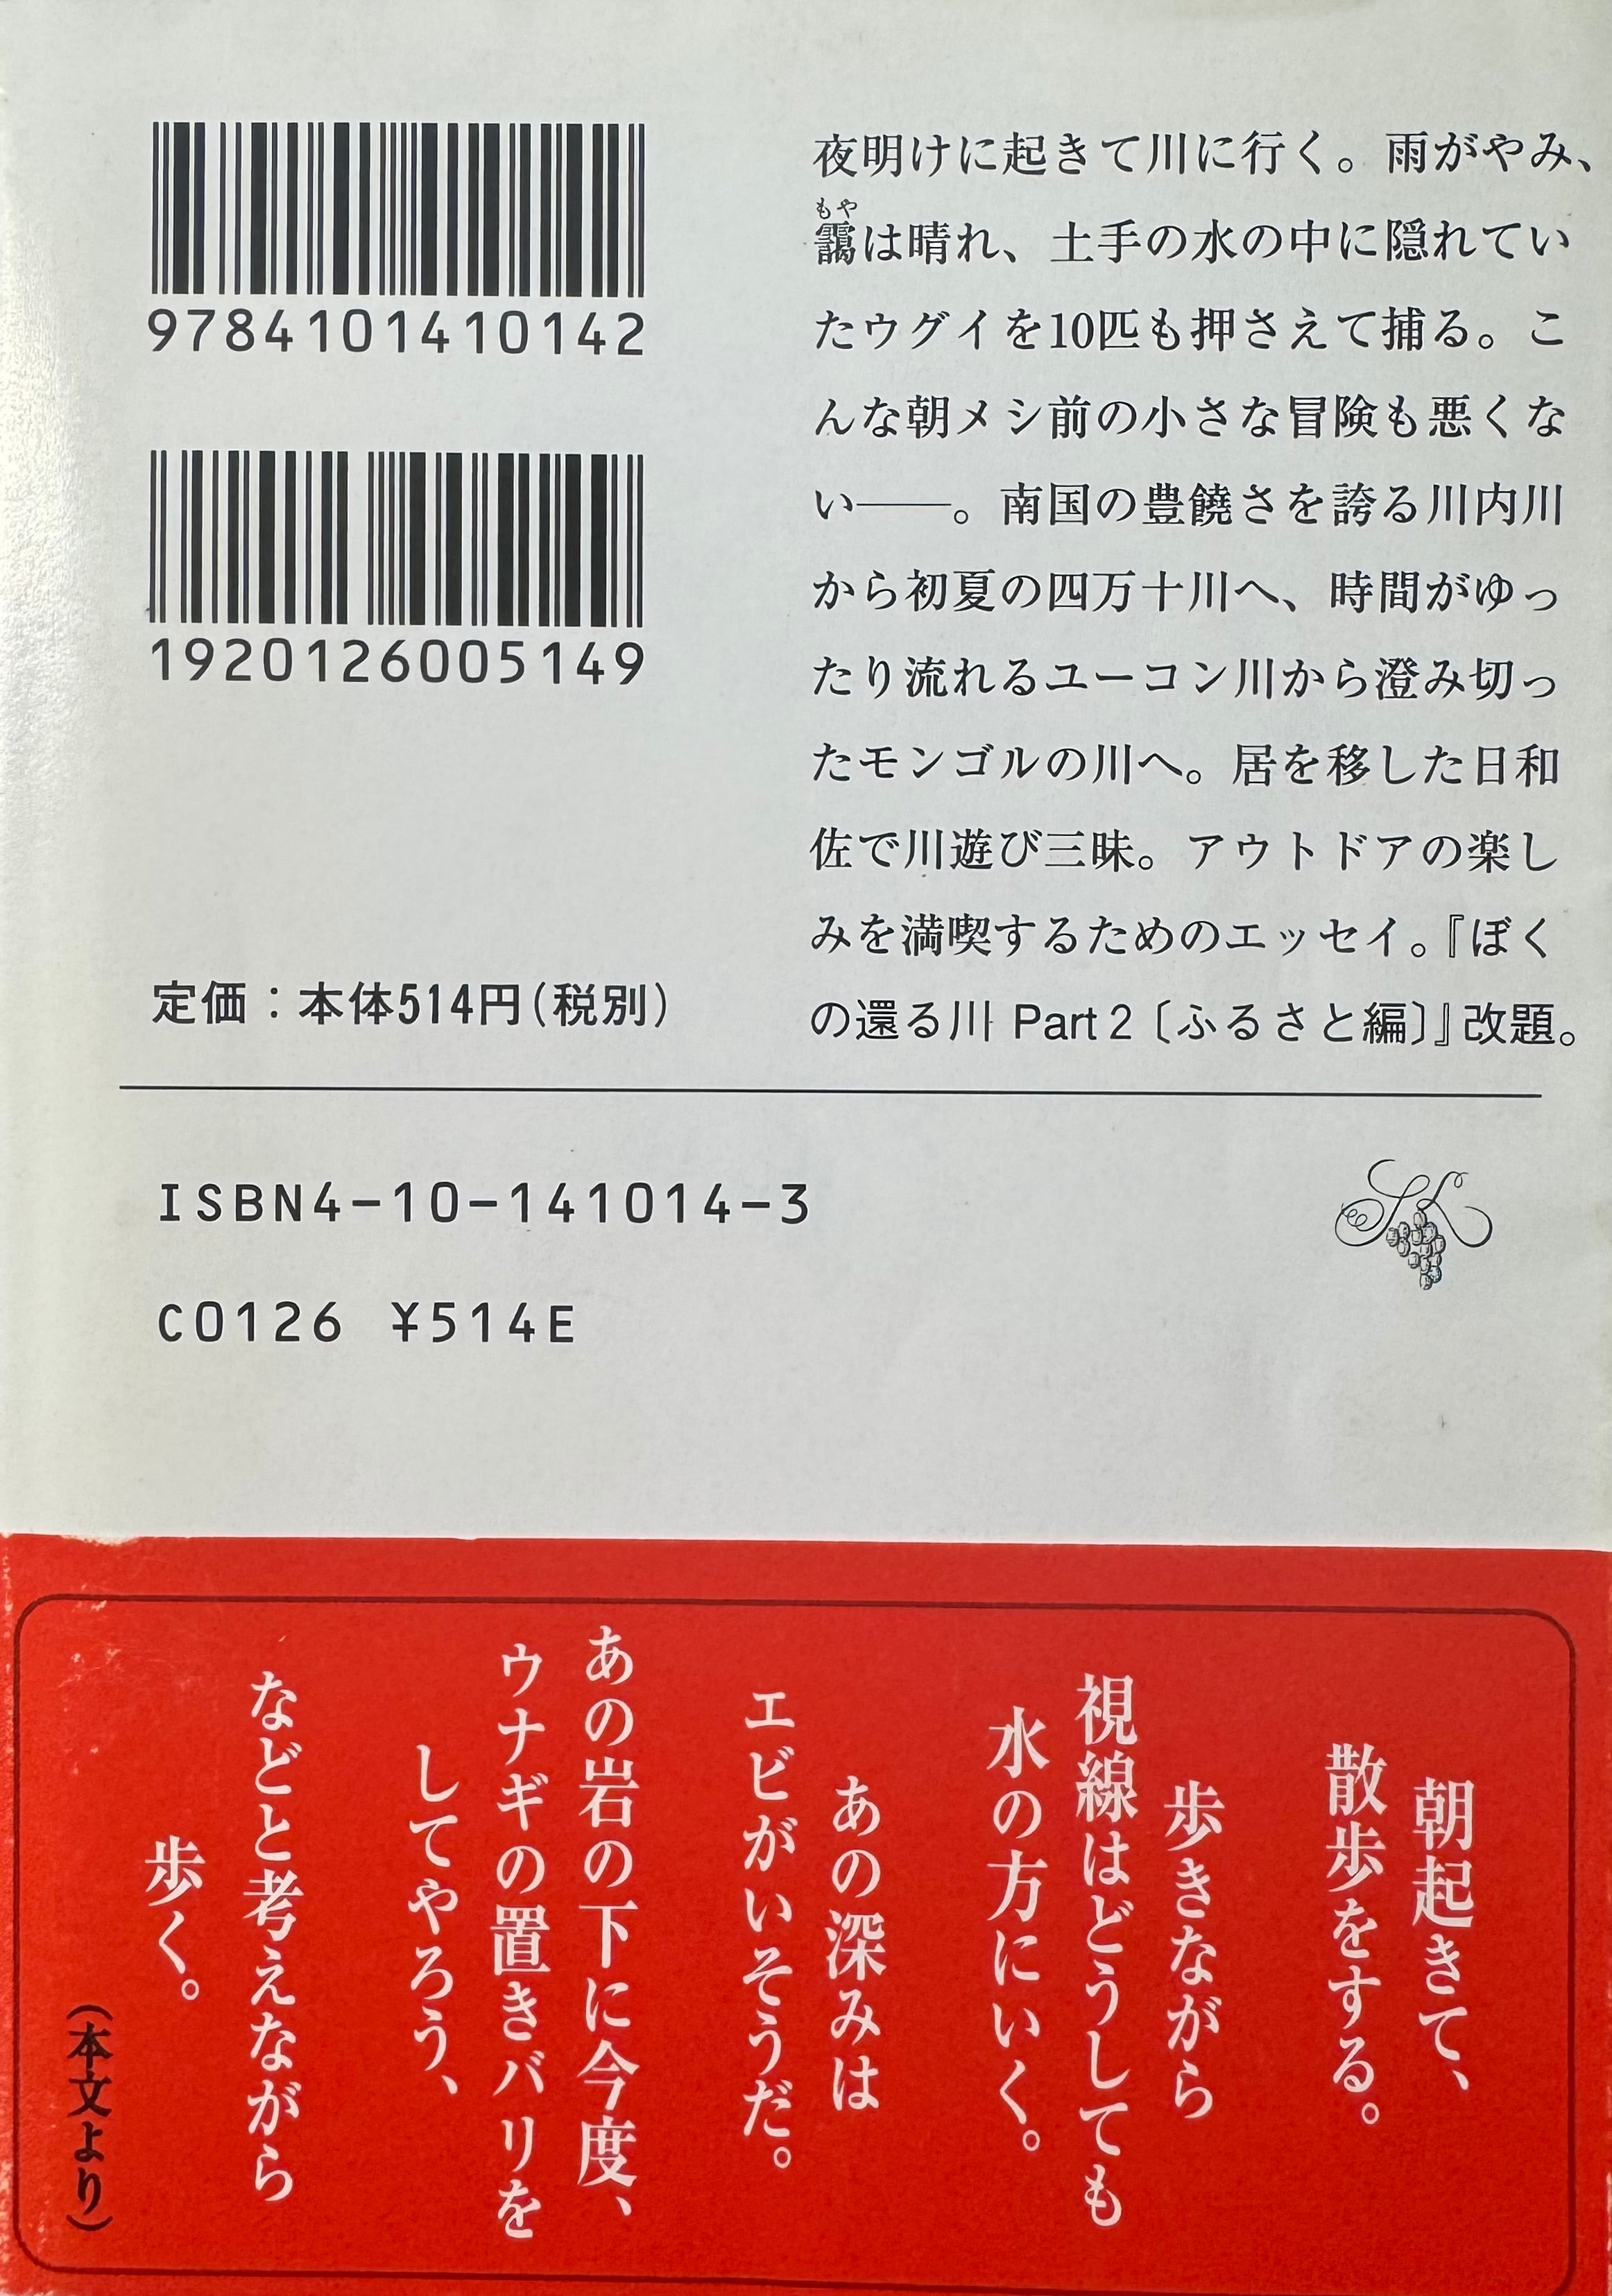 9784101410142
1920126005149
定価：本体514円(税別)
夜明けに起きて川に行く。雨がやみ、
もや
靄は晴れ、土手の水の中に隠れてい
たウグイを10匹も押さえて捕る。こ
んな朝メシ前の小さな冒険も悪くな
い――。南国の豊饒さを誇る川内川
から初夏の四万十川へ、時間がゆっ
たり流れるユーコン川から澄み切っ
たモンゴルの川へ。居を移した日和
佐で川遊び三昧。アウトドアの楽し
みを満喫するためのエッセイ。『ぼく
の還る川 Part 2〔ふるさと編〕』改題。
ISBN4-10-141014-3
C0126 ¥514E
朝起きて、
散歩をする。
歩きながら
視線はどうしても
水の方にいく。
あの深みは
エビがいそうだ。
あの岩の下に今度、
ウナギの置きバリを
してやろう、
などと考えながら
歩く。
(本文より)